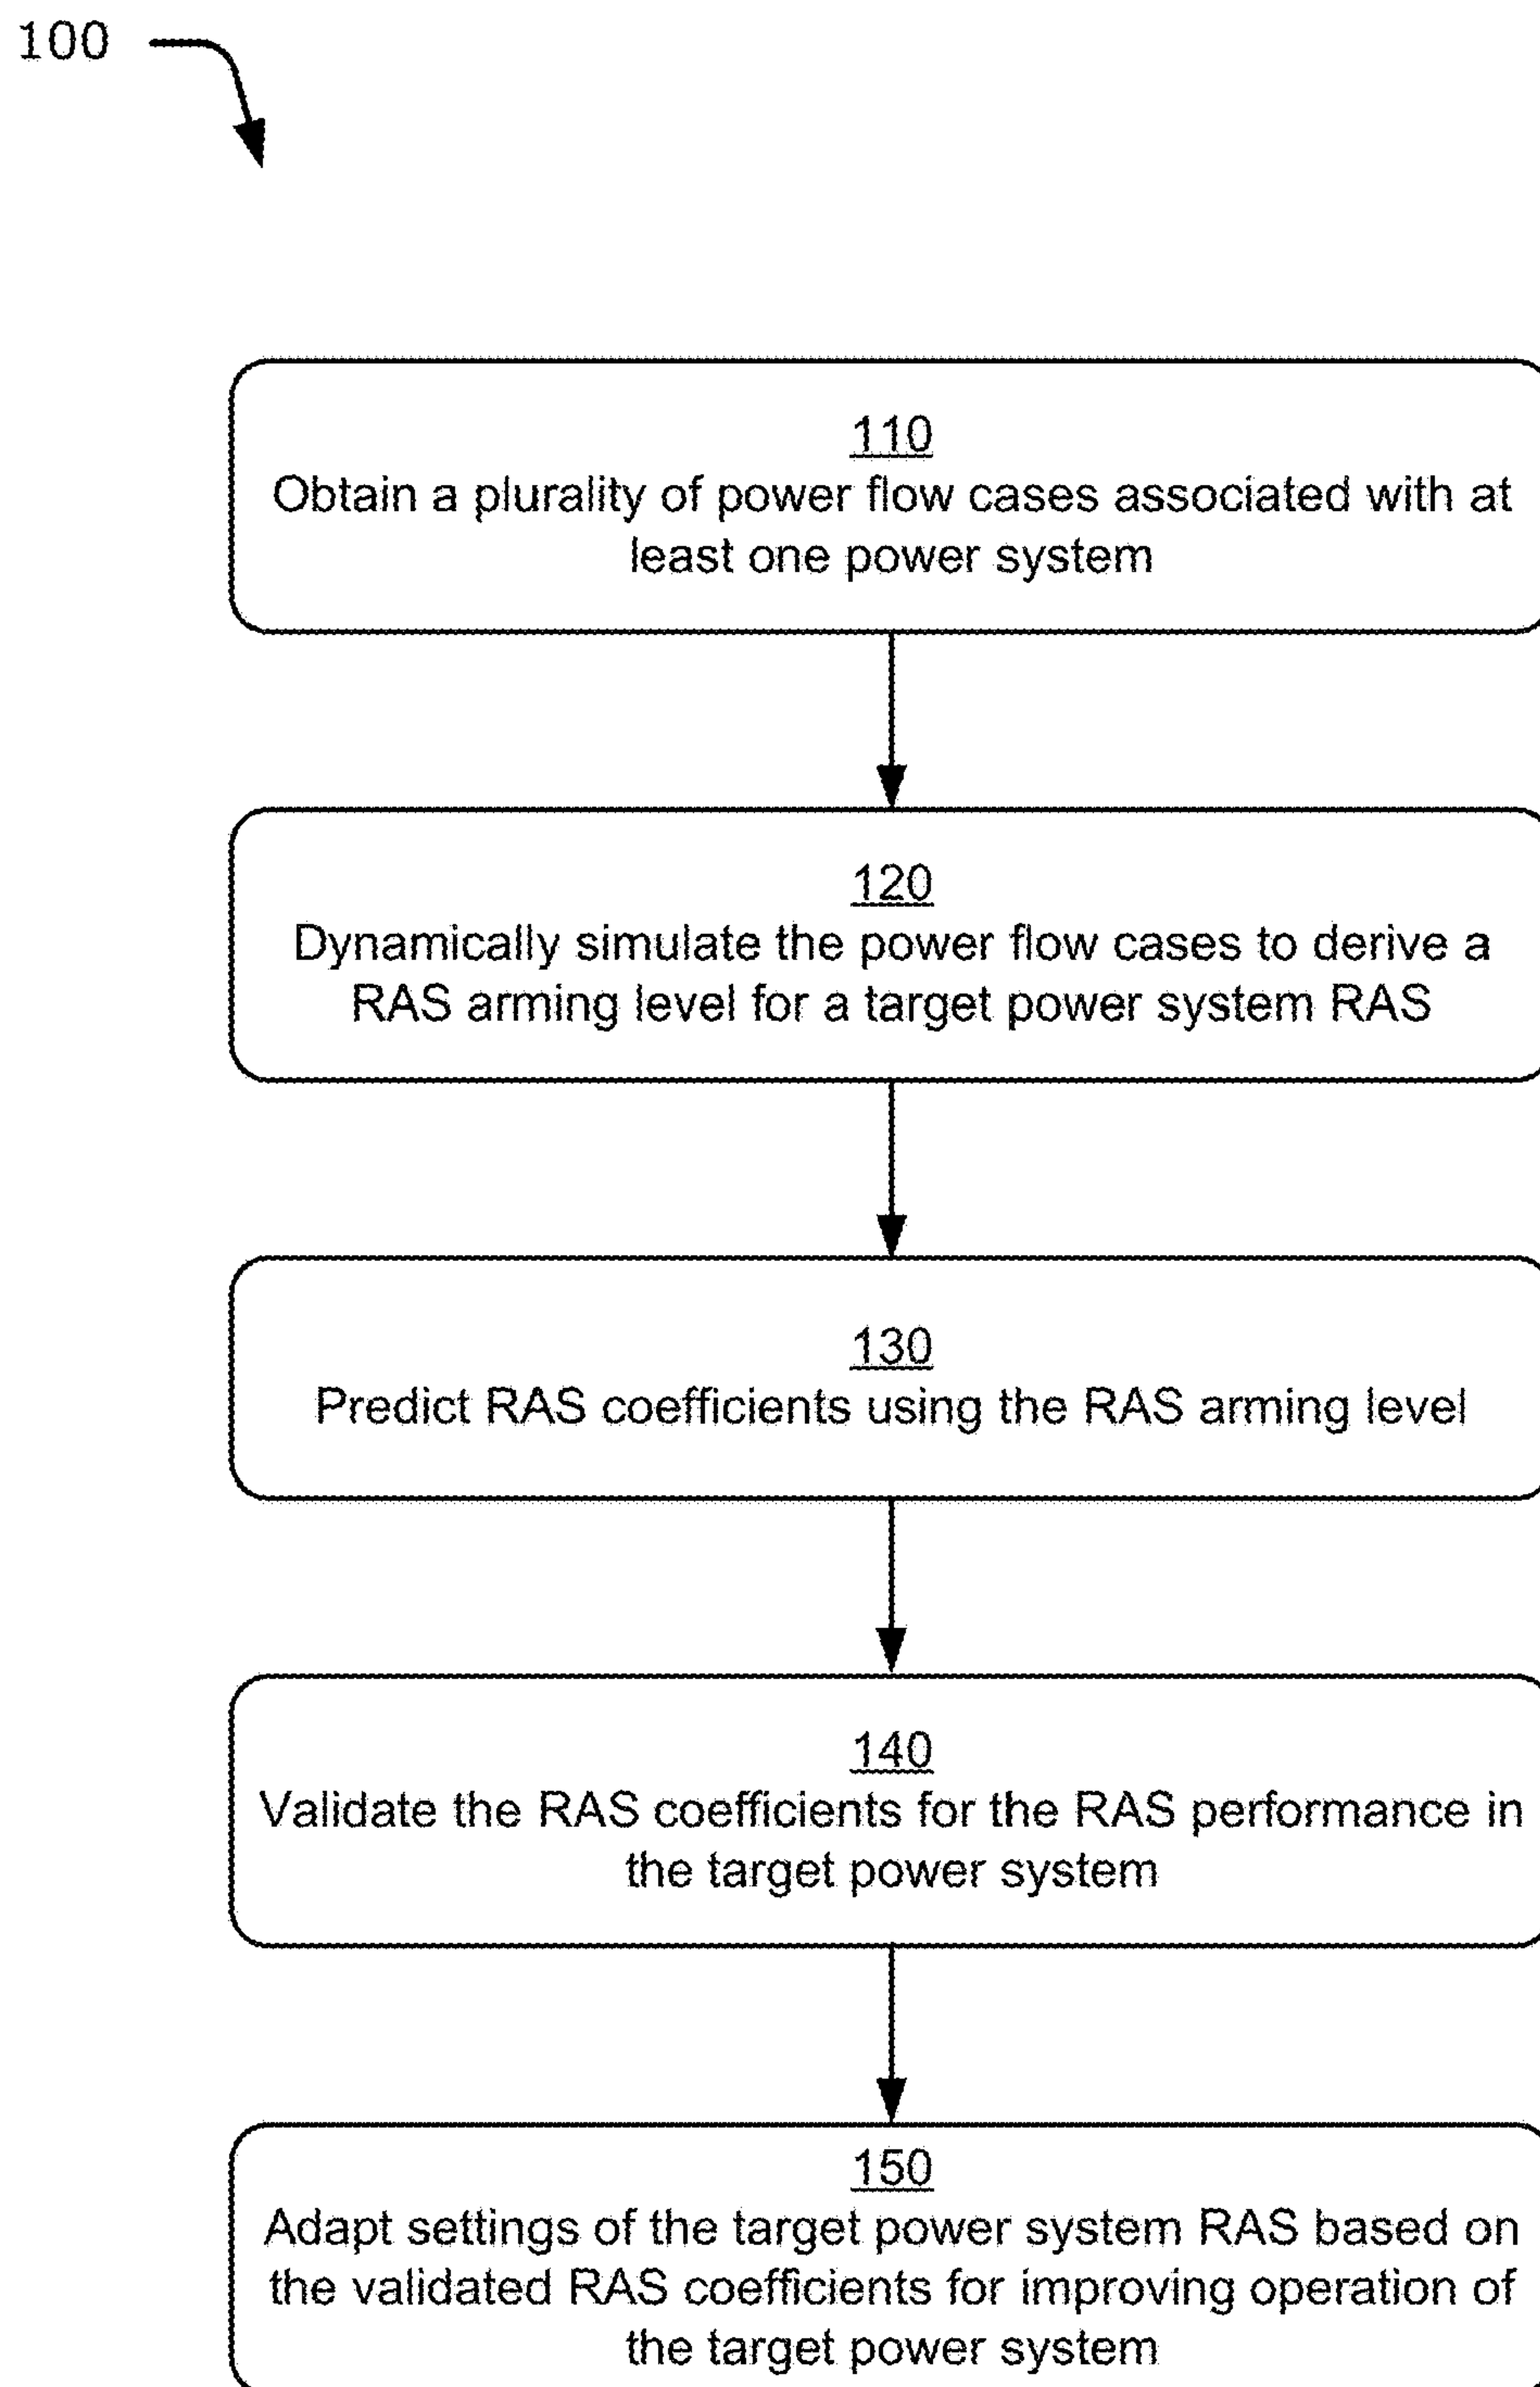 100
110
Obtain a plurality of power flow cases associated with at
least one power system
120
Dynamically simulate the power flow cases to derive a
RAS arming level for a target power system RAS
130
Predict RAS coefficients using the RAS arming level
140
Validate the RAS coefficients for the RAS performance in
the target power system
150
Adapt settings of the target power system RAS based on
the validated RAS coefficients for improving operation of
the target power system